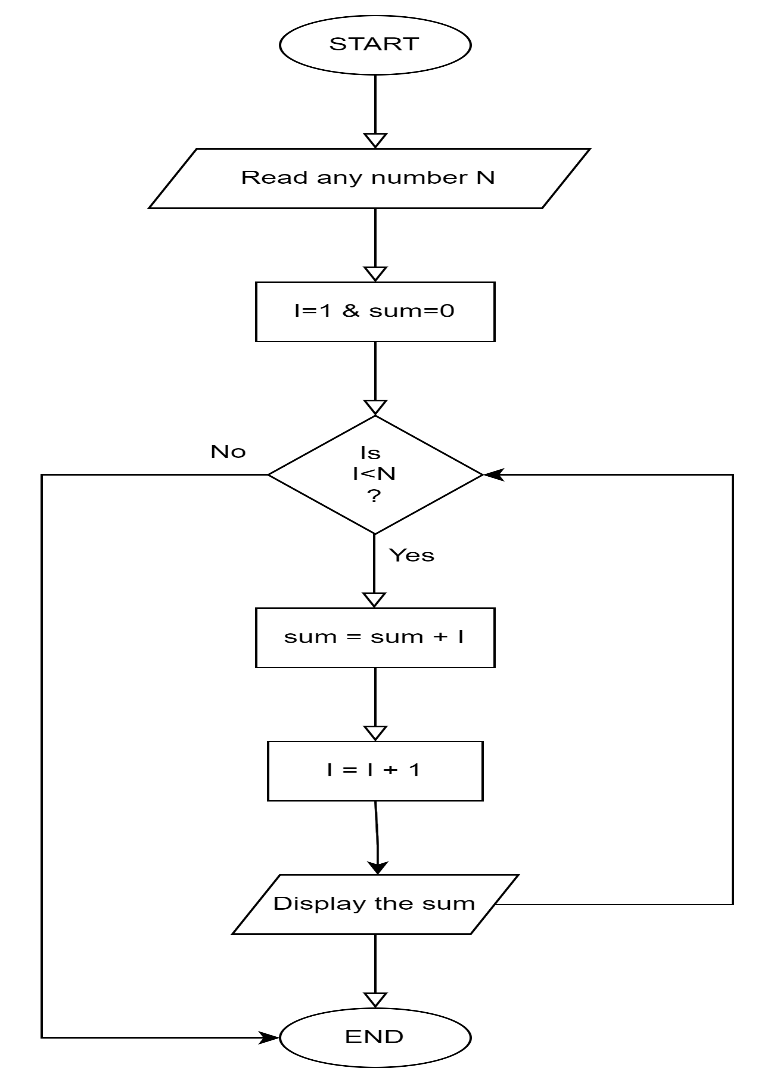 START
Read any number N
I=1 & sum=0
No
Is
I<N
?
Yes
sum = sum + I
I = I + 1
Display the sum
END